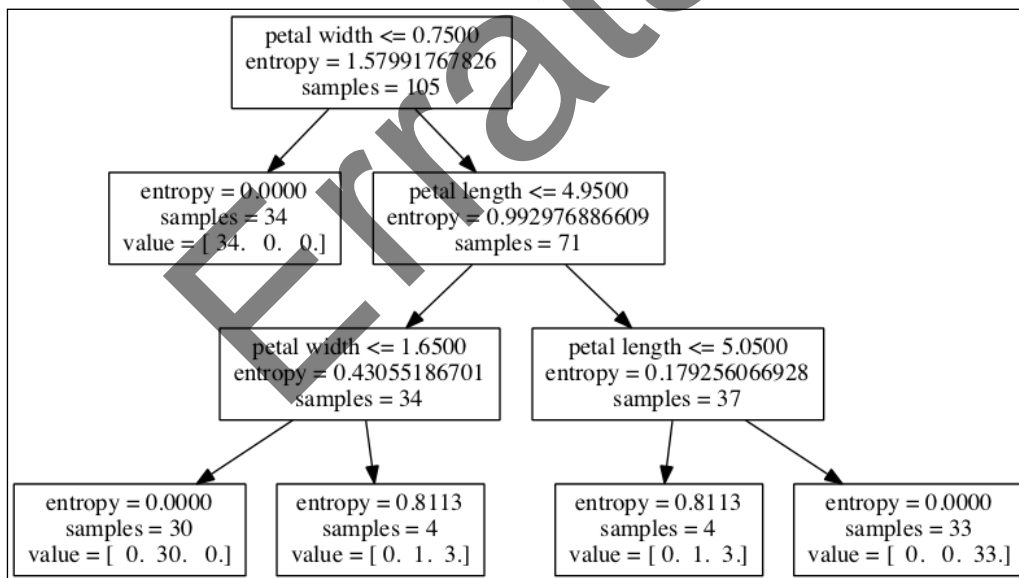 petal width <= 0.7500
entropy = 1.57991767826
samples = 105
entropy = 0.0000
samples = 34
value = [ 34. 0. 0.]
petal length <= 4.9500
entropy = 0.992976886609
samples = 71
petal width <= 1.6500
entropy = 0.43055186701
samples = 34
petal length <= 5.0500
entropy = 0.179256066928
samples = 37
entropy = 0.0000
samples = 30
value = [ 0. 30. 0.]
entropy = 0.8113
samples = 4
value = [ 0. 1. 3.]
entropy = 0.8113
samples = 4
value = [ 0. 1. 3.]
entropy = 0.0000
samples = 33
value = [ 0. 0. 33.]